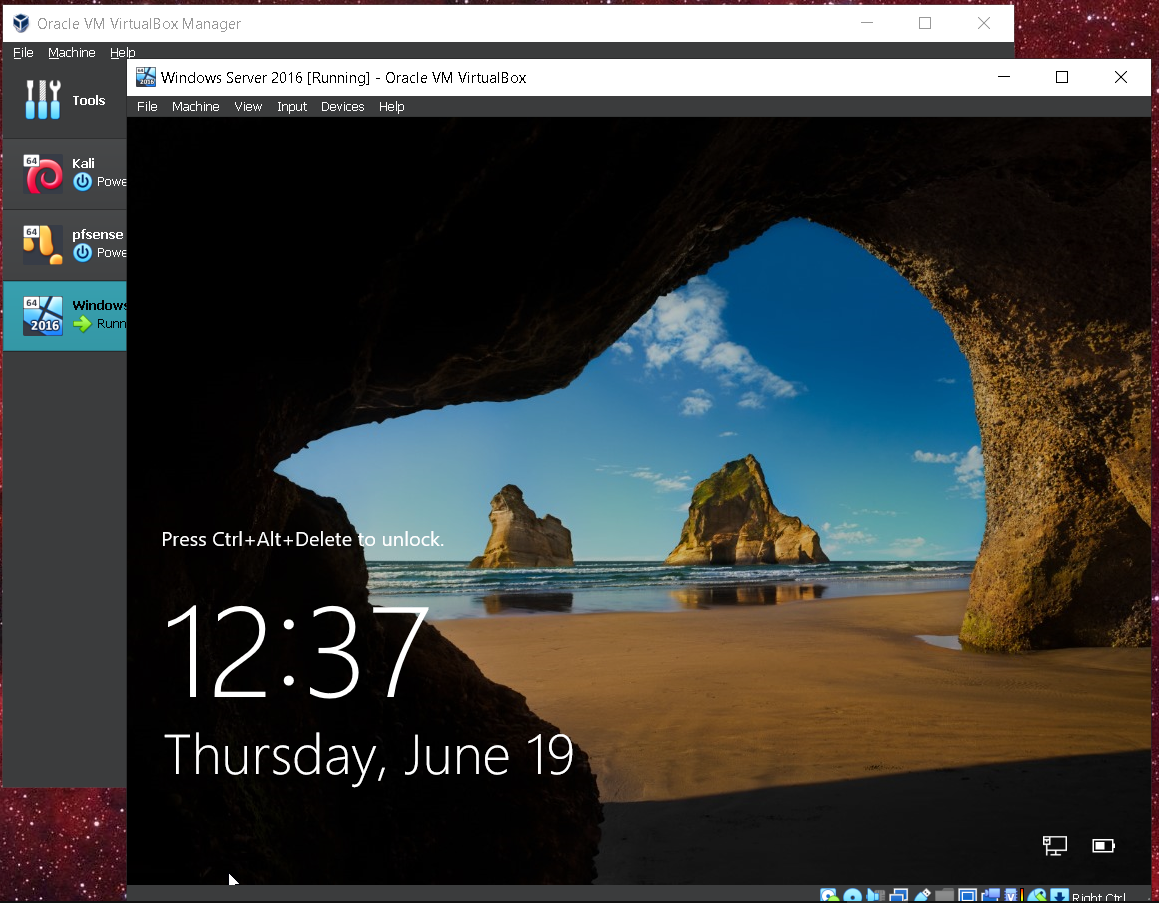 Oracle VM VirtualBox Manager
File Machine Help
Tools
64
Kali
Powe
64
pfsense
Powe
64
2016
Windows
Runn
2016
Windows Server 2016 [Running] - Oracle VM VirtualBox
File Machine View Input Devices Help
Press Ctrl+Alt+Delete to unlock.
12:37
Thursday, June 19
V
Right Ctrl